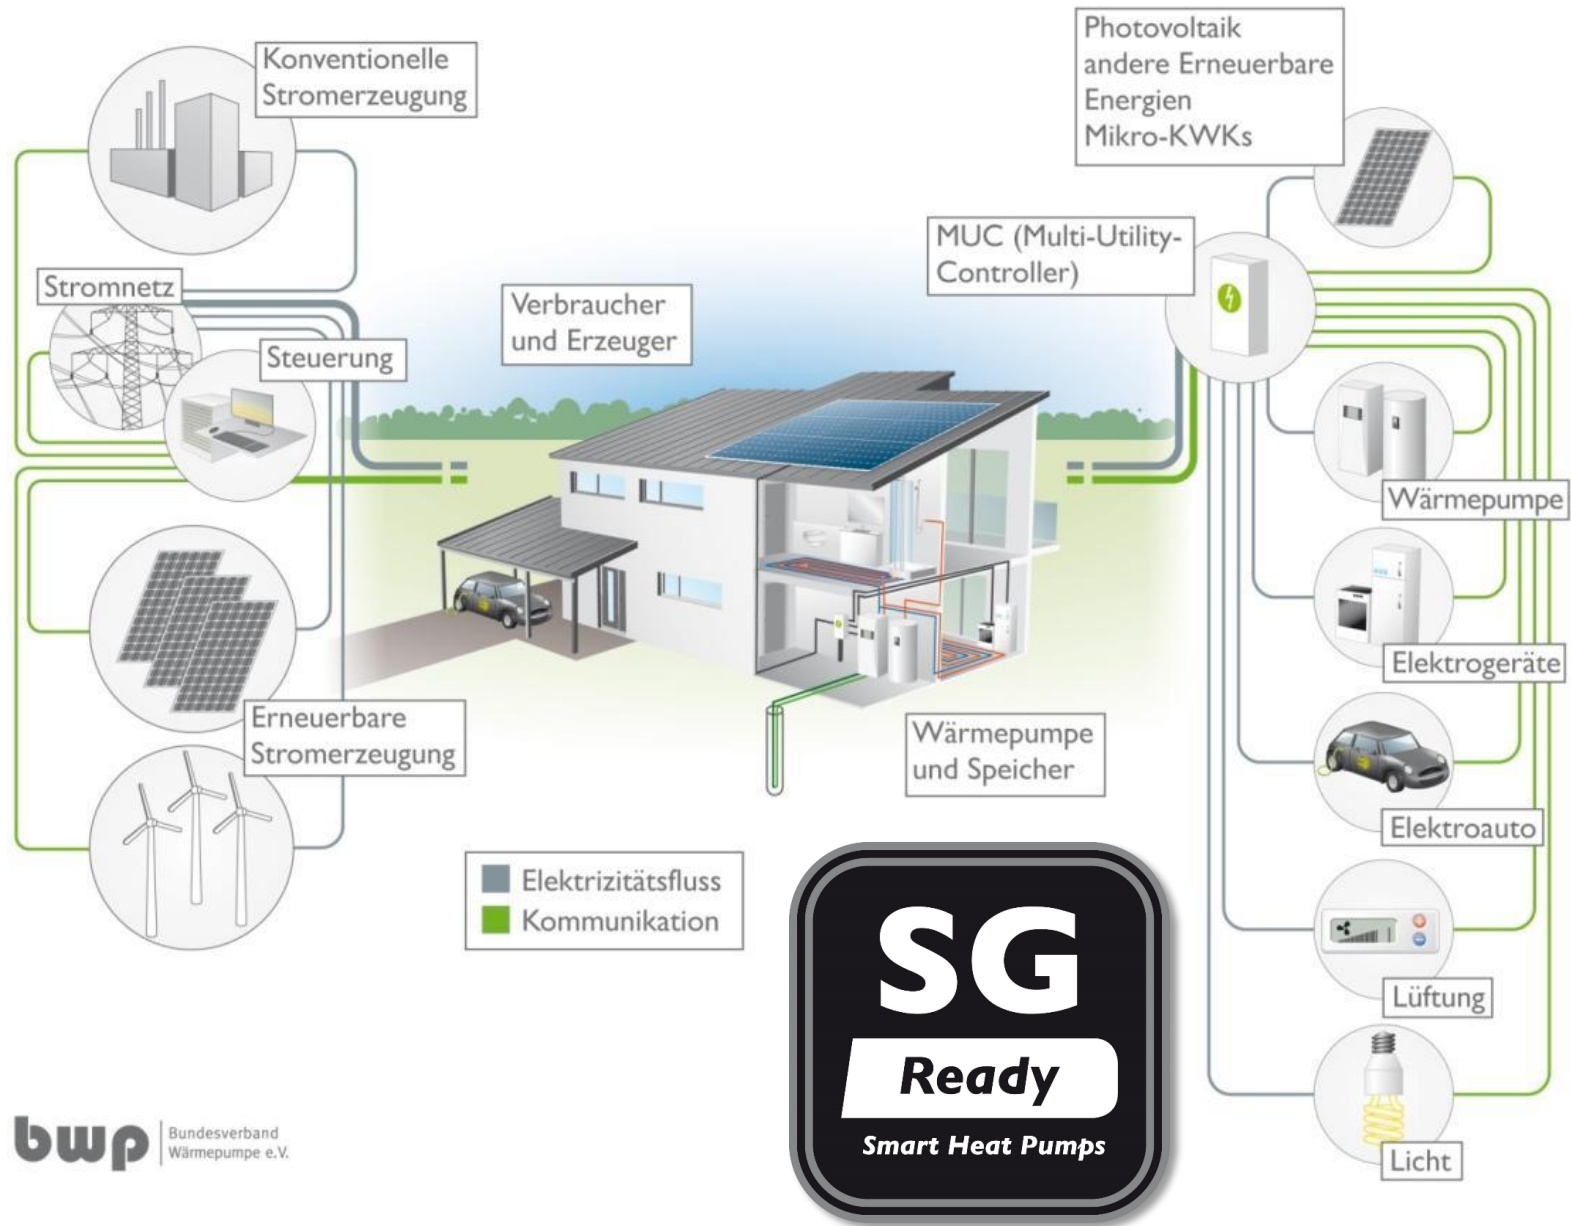 Konventionelle
Stromerzeugung
Photovoltaik
andere Erneuerbare
Energien
Mikro-KWKs
MUC (Multi-Utility-
Controller)
Stromnetz
Verbraucher
und Erzeuger
Steuerung
Wärmepumpe
Elektrogeräte
Erneuerbare
Stromerzeugung
Wärmepumpe
und Speicher
Elektroauto
Elektrizitätsfluss
Kommunikation
SG
Ready
Smart Heat Pumps
Lüftung
Licht
bwp
Bundesverband
Wärmepumpe e.V.